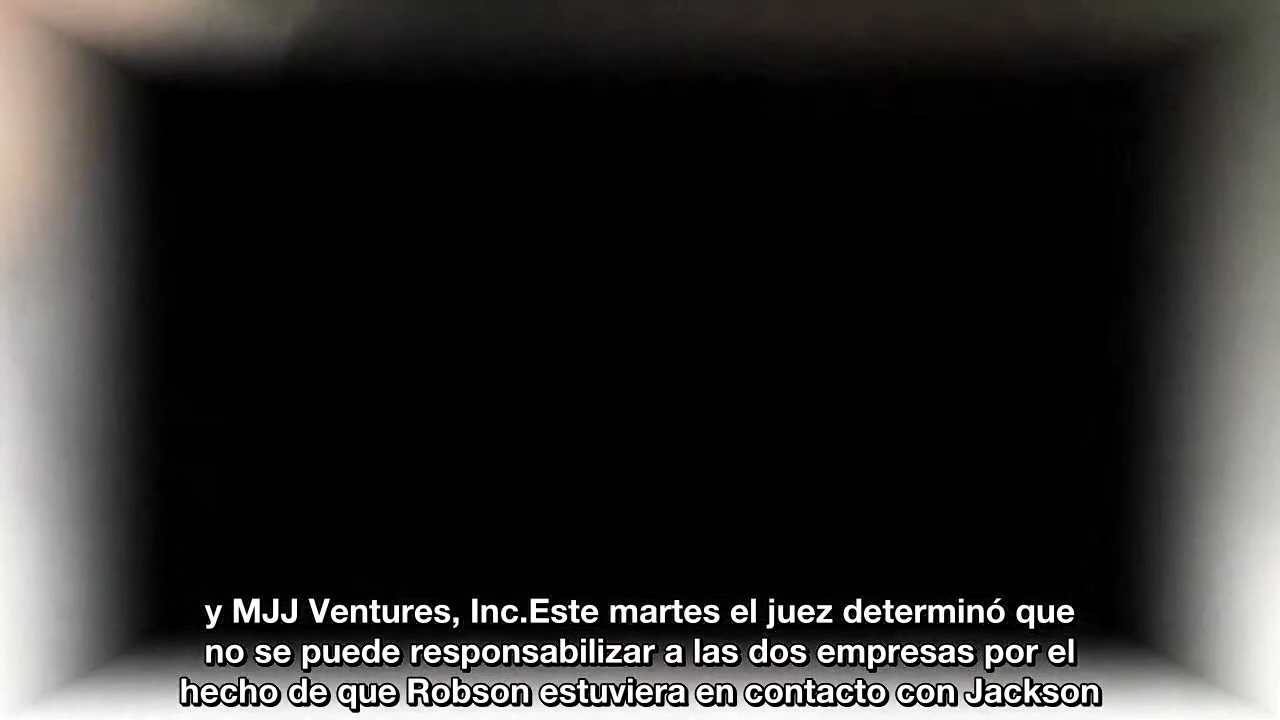 y MJJ Ventures, Inc.Este martes el juez determinó que
no se puede responsabilizar a las dos empresas por el
hecho de que Robson estuviera en contacto con Jackson